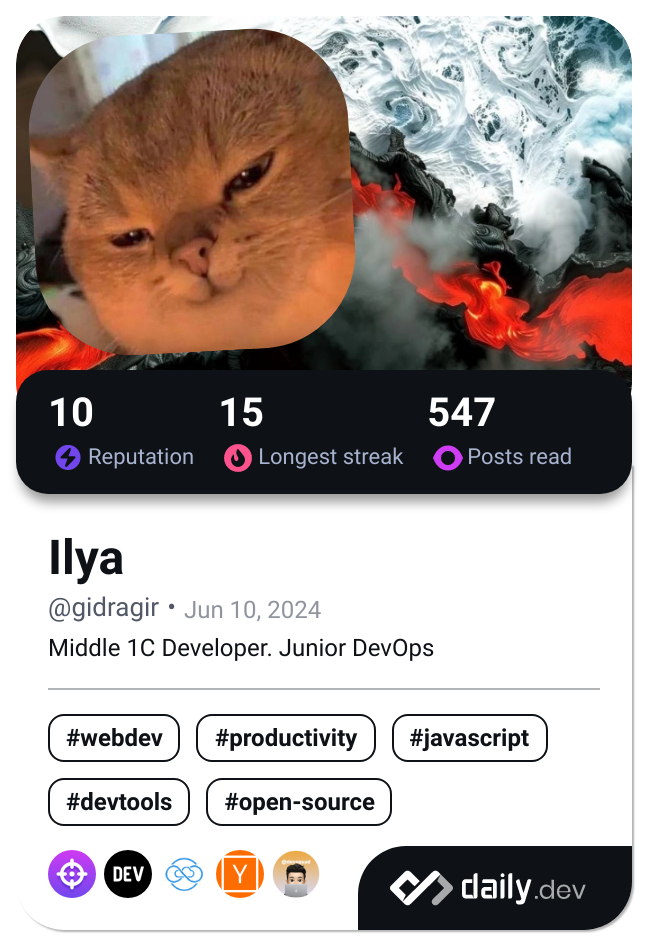 10 15 547
Reputation Longest streak Posts read
Ilya
@gidragir • Jun 10, 2024
Middle 1C Developer. Junior DevOps
#webdev #productivity #javascript
#devtools #open-source
DEV Y
daily.dev